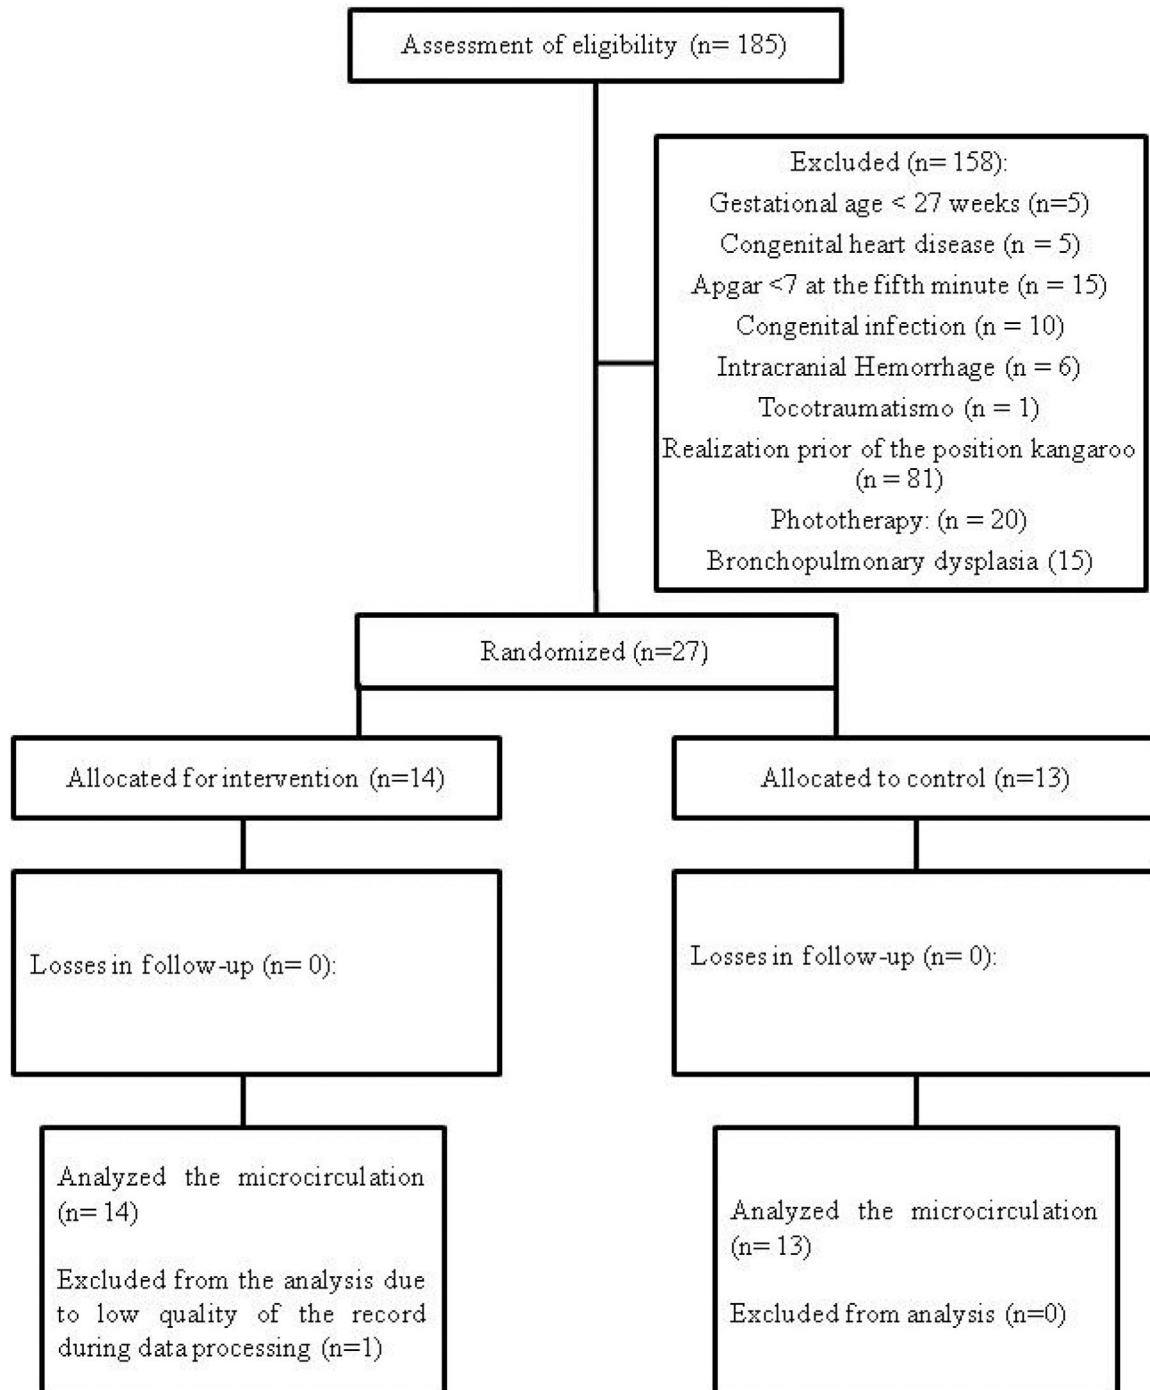 Assessment of eligibility (n= 185)
Excluded (n= 158):
Gestational age < 27 weeks (n=5)
Congenital heart disease (n = 5)
Apgar <7 at the fifth minute (n = 15)
Congenital infection (n = 10)
Intracranial Hemorrhage (n = 6)
Tocotraumatismo (n = 1)
Realization prior of the position kangaroo
(n = 81)
Phototherapy: (n = 20)
Bronchopulmonary dysplasia (15)
Randomized (n=27)
Allocated for intervention (n=14)
Allocated to control (n=13)
Losses in follow-up (n= 0):
Losses in follow-up (n= 0):
Analyzed the microcirculation
(n= 14)
Excluded from the analysis due
to low quality of the record
during data processing (n=1)
Analyzed the microcirculation
(n= 13)
Excluded from analysis (n=0)